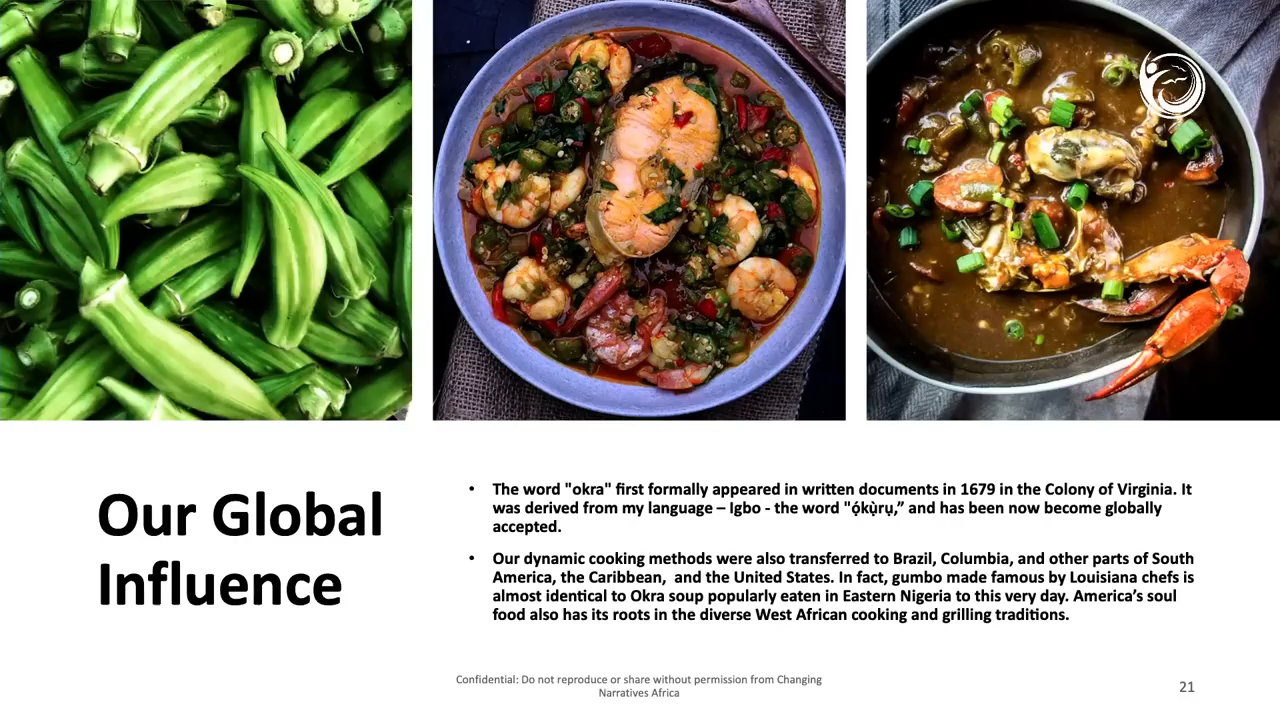 Our Global
Influence
• The word "okra" first formally appeared in written documents in 1679 in the Colony of Virginia. It
was derived from my language – Igbo - the word "ọ́kụ̀rụ,” and has been now become globally
accepted.
• Our dynamic cooking methods were also transferred to Brazil, Columbia, and other parts of South
America, the Caribbean,  and the United States. In fact, gumbo made famous by Louisiana chefs is
almost identical to Okra soup popularly eaten in Eastern Nigeria to this very day. America’s soul
food also has its roots in the diverse West African cooking and grilling traditions.
Confidential: Do not reproduce or share without permission from Changing
Narratives Africa
21